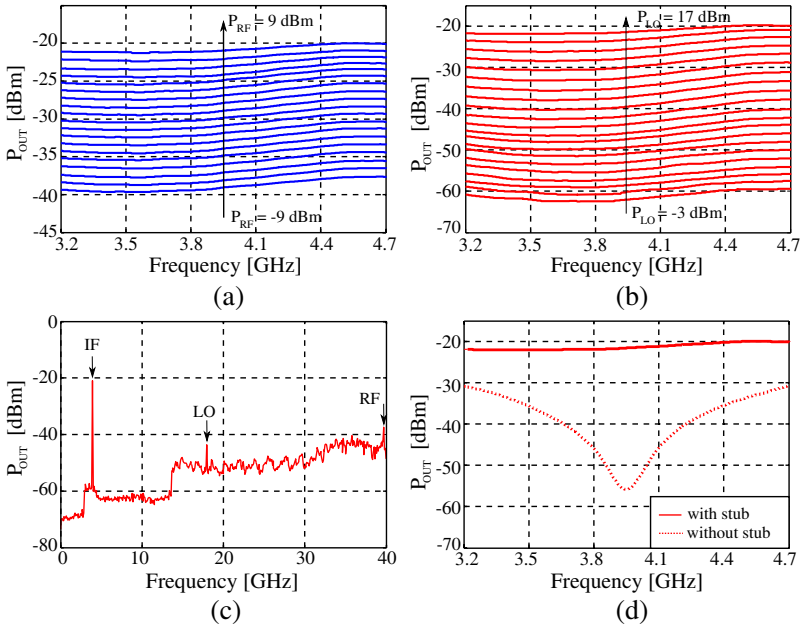 P_RF = 9 dBm
-20
-25
-30
-35
-40
-45
P_OUT [dBm]
P_RF = -9 dBm
3.2 3.5 3.8 4.1 4.4 4.7
Frequency [GHz]
(a)
P_LO = 17 dBm
-20
-30
-40
-50
-60
-70
P_OUT [dBm]
P_LO = -3 dBm
3.2 3.5 3.8 4.1 4.4 4.7
Frequency [GHz]
(b)
0
-20
-40
-60
-80
P_OUT [dBm]
IF
LO
RF
0 10 20 30 40
Frequency [GHz]
(c)
-20
-30
-40
-50
-60
-70
P_OUT [dBm]
with stub
without stub
3.2 3.5 3.8 4.1 4.4 4.7
Frequency [GHz]
(d)